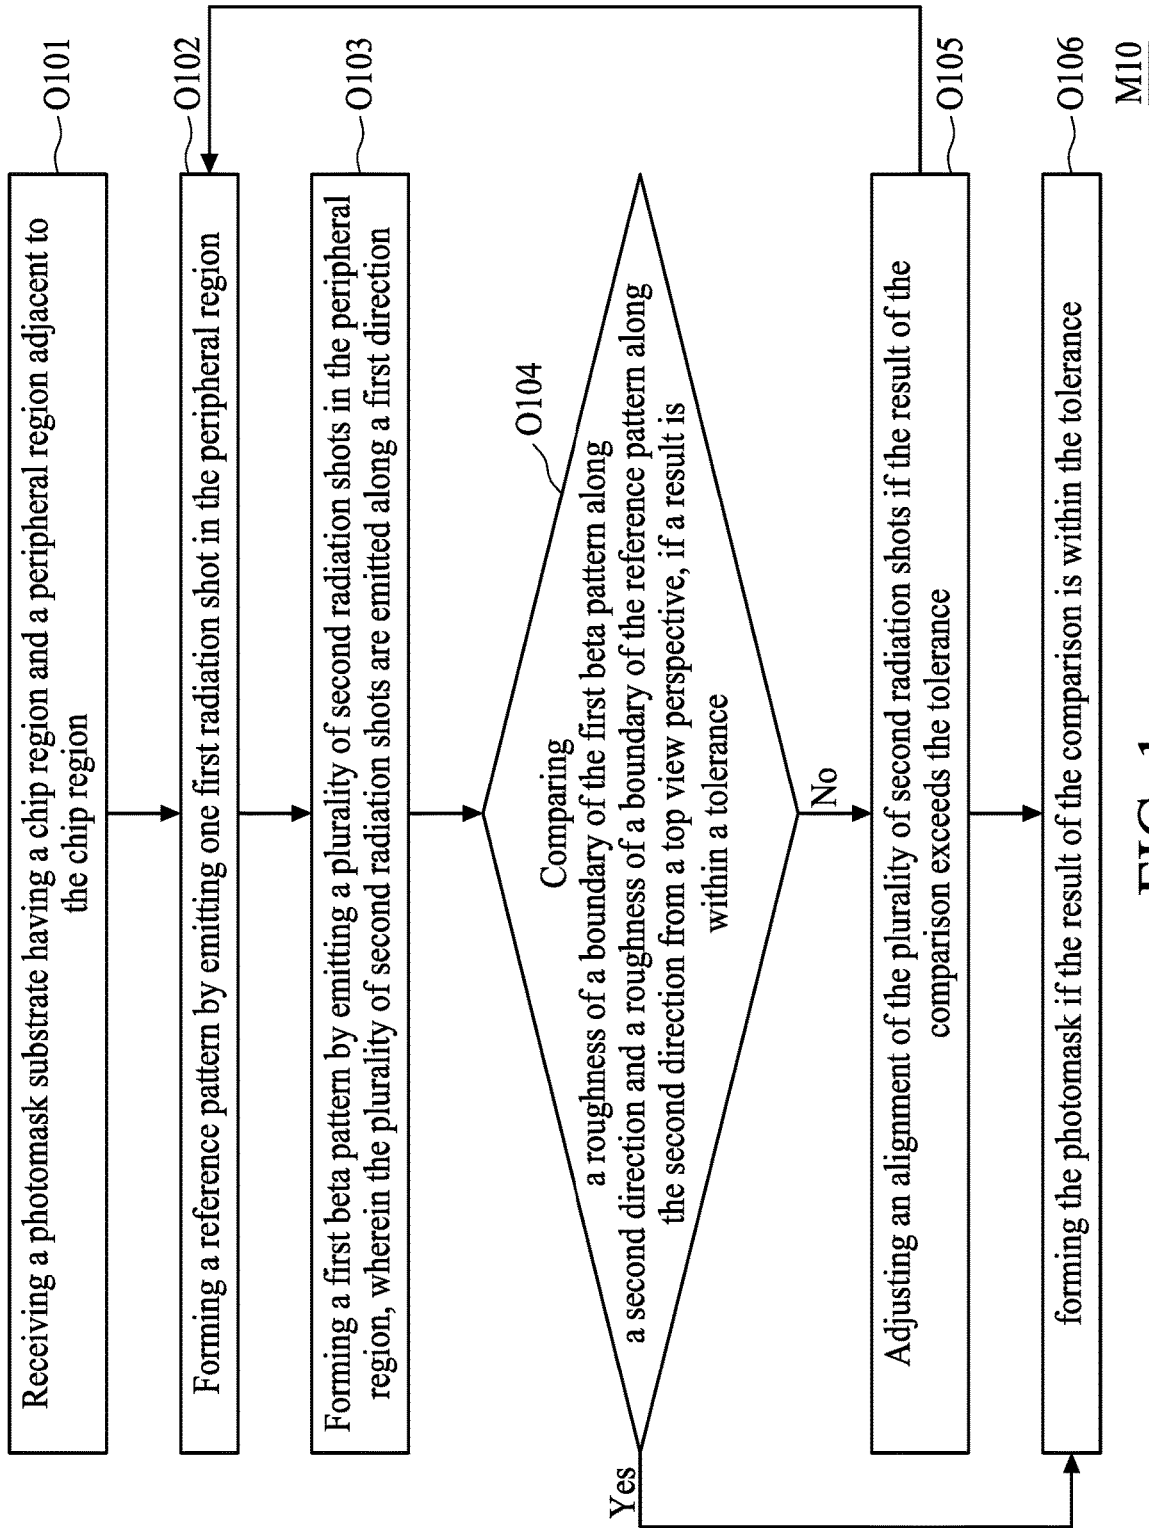 O101
Receiving a photomask substrate having a chip region and a peripheral region adjacent to
the chip region
O102
Forming a reference pattern by emitting one first radiation shot in the peripheral region
O103
Forming a first beta pattern by emitting a plurality of second radiation shots in the peripheral
region, wherein the plurality of second radiation shots are emitted along a first direction
O104
Comparing
a roughness of a boundary of the first beta pattern along
a second direction and a roughness of a boundary of the reference pattern along
the second direction from a top view perspective, if a result is
within a tolerance
Yes
No
O105
Adjusting an alignment of the plurality of second radiation shots if the result of the
comparison exceeds the tolerance
O106
forming the photomask if the result of the comparison is within the tolerance
M10
FIG. 1